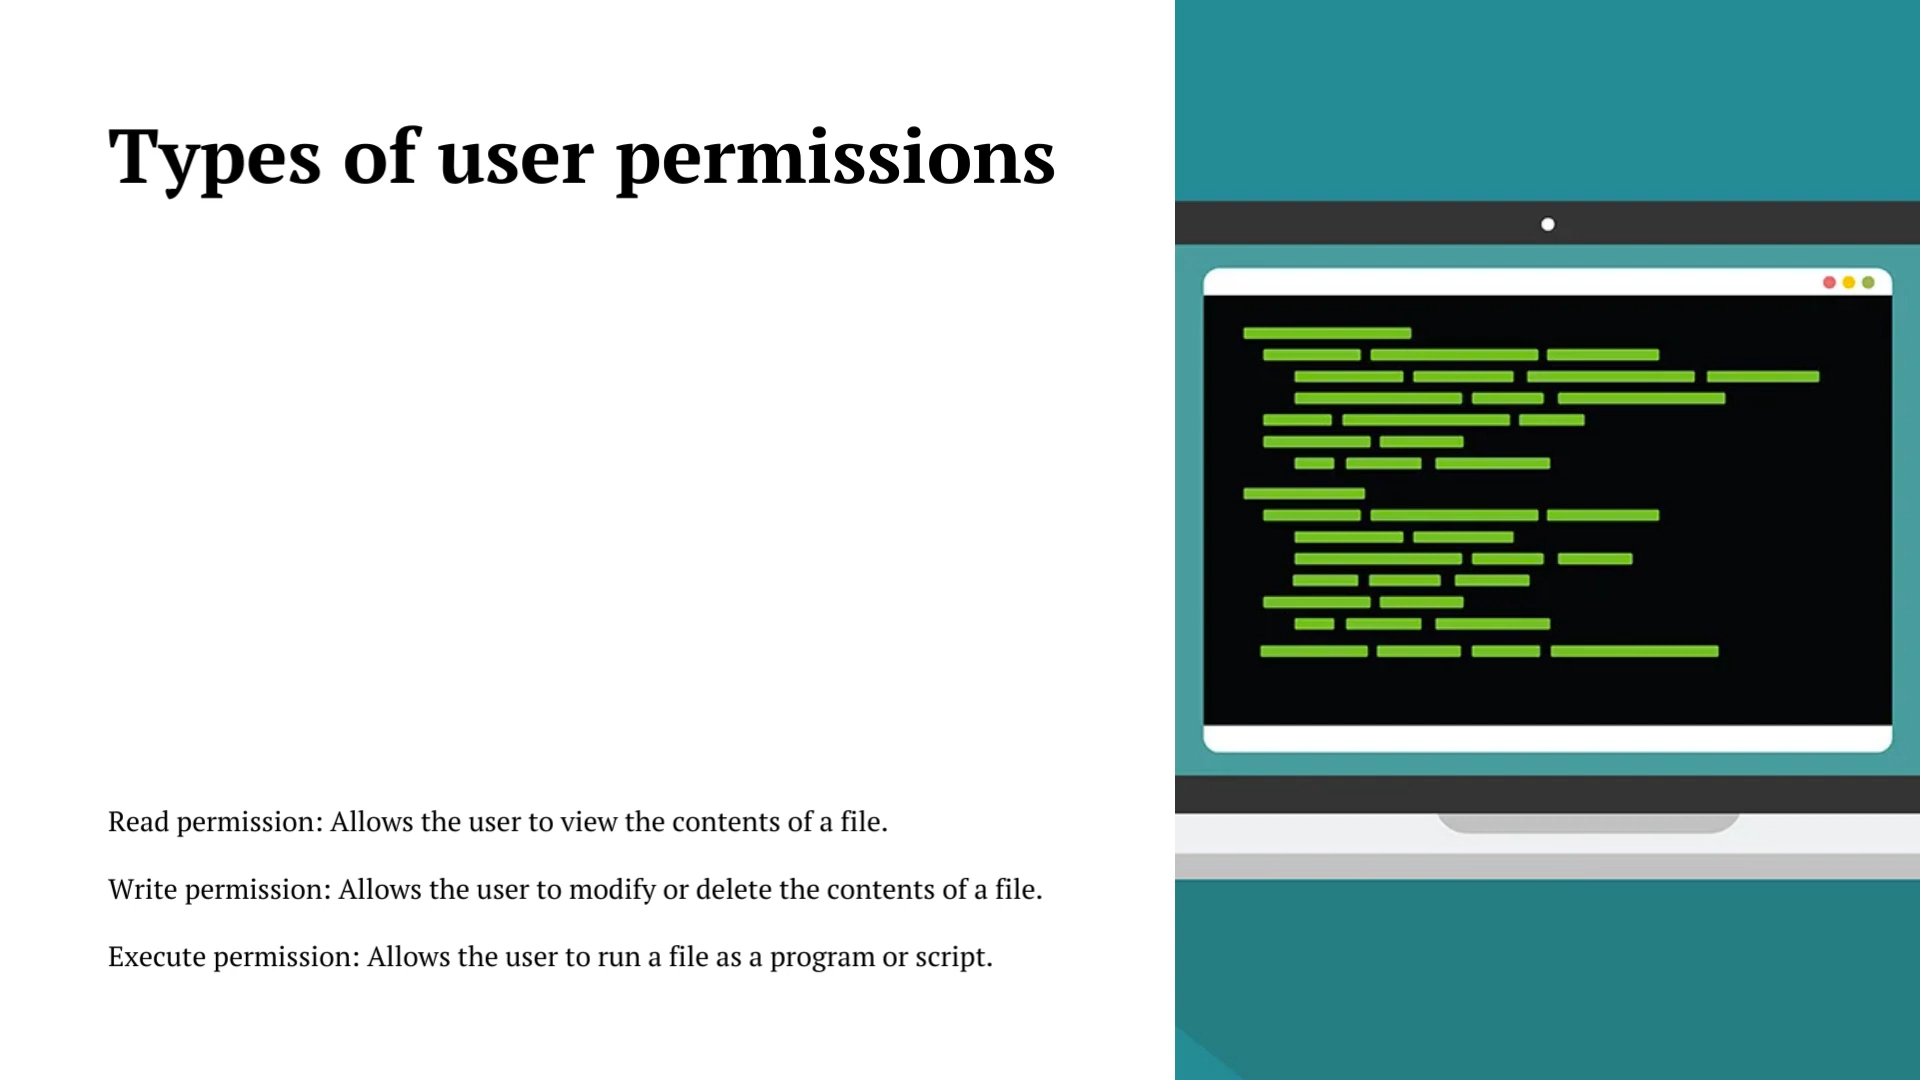 Types of user permissions
Read permission: Allows the user to view the contents of a file.
Write permission: Allows the user to modify or delete the contents of a file.
Execute permission: Allows the user to run a file as a program or script.